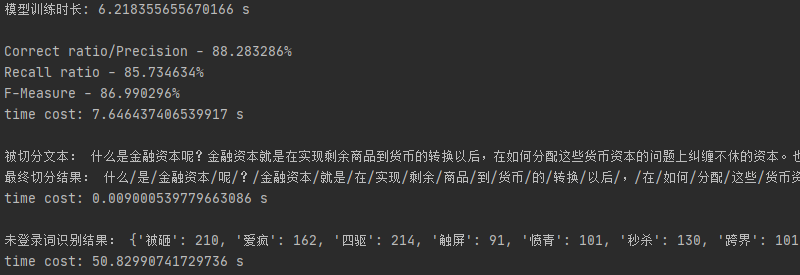 模型训练时长: 6.218355655670166 s
Correct ratio/Precision - 88.283286%
Recall ratio - 85.734634%
F-Measure - 86.990296%
time cost: 7.646437406539917 s
被切分文本: 什么是金融资本呢？金融资本就是在实现剩余商品到货币的转换以后，在如何分配这些货币资本的问题上纠缠不休的资本。也
最终切分结果: 什么/是/金融资本/呢/？/金融资本/就是/在/实现/剩余/商品/到/货币/的/转换/以后/，/在/如何/分配/这些/货币资
time cost: 0.009000539779663086 s
未登录词识别结果: {'被砸': 210, '爱疯': 162, '四驱': 214, '触屏': 91, '愤青': 101, '秒杀': 130, '跨界': 101
time cost: 50.82990741729736 s